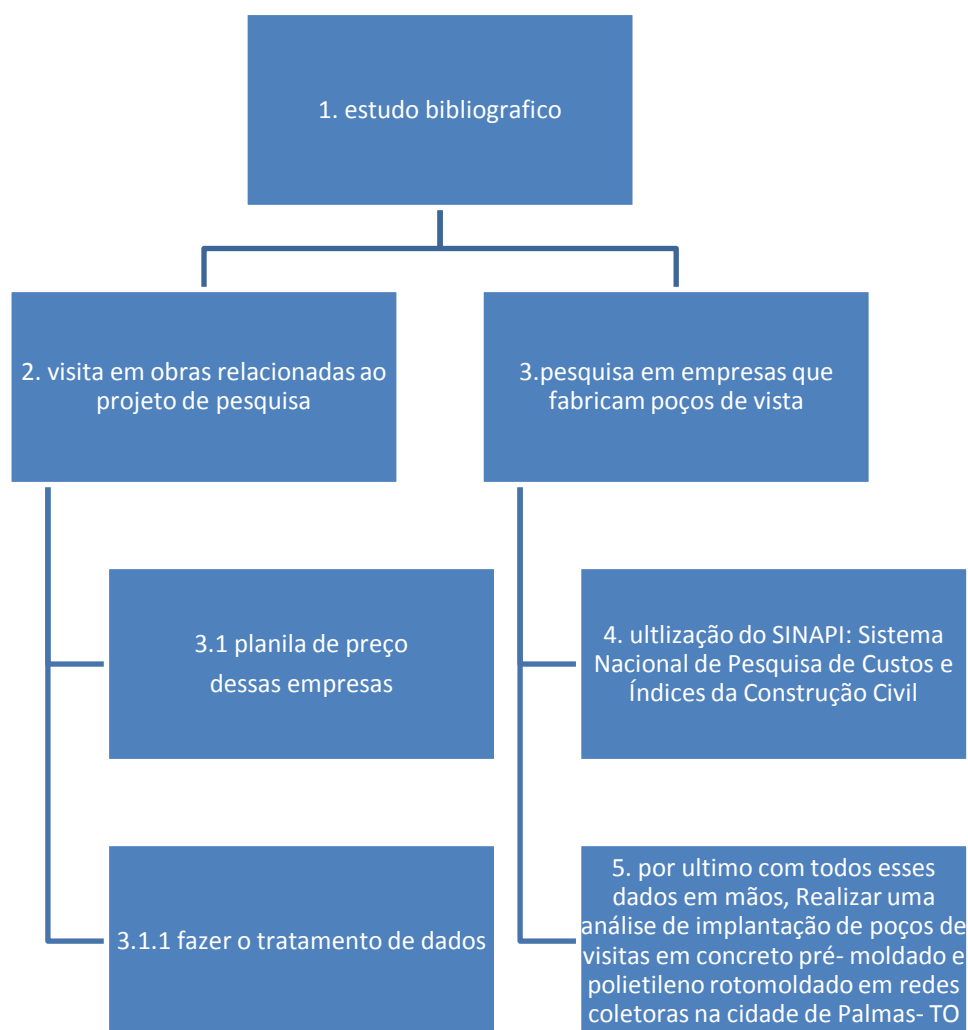 1. estudo bibliografico
2. visita em obras relacionadas ao
projeto de pesquisa
3.pesquisa em empresas que
fabricam poços de vista
3.1 planila de preço
dessas empresas
4. ultlização do SINAPI: Sistema
Nacional de Pesquisa de Custos e
Índices da Construção Civil
3.1.1 fazer o tratamento de dados
5. por ultimo com todos esses
dados em mãos, Realizar uma
análise de implantação de poços de
visitas em concreto pré- moldado e
polietileno rotomoldado em redes
coletoras na cidade de Palmas- TO